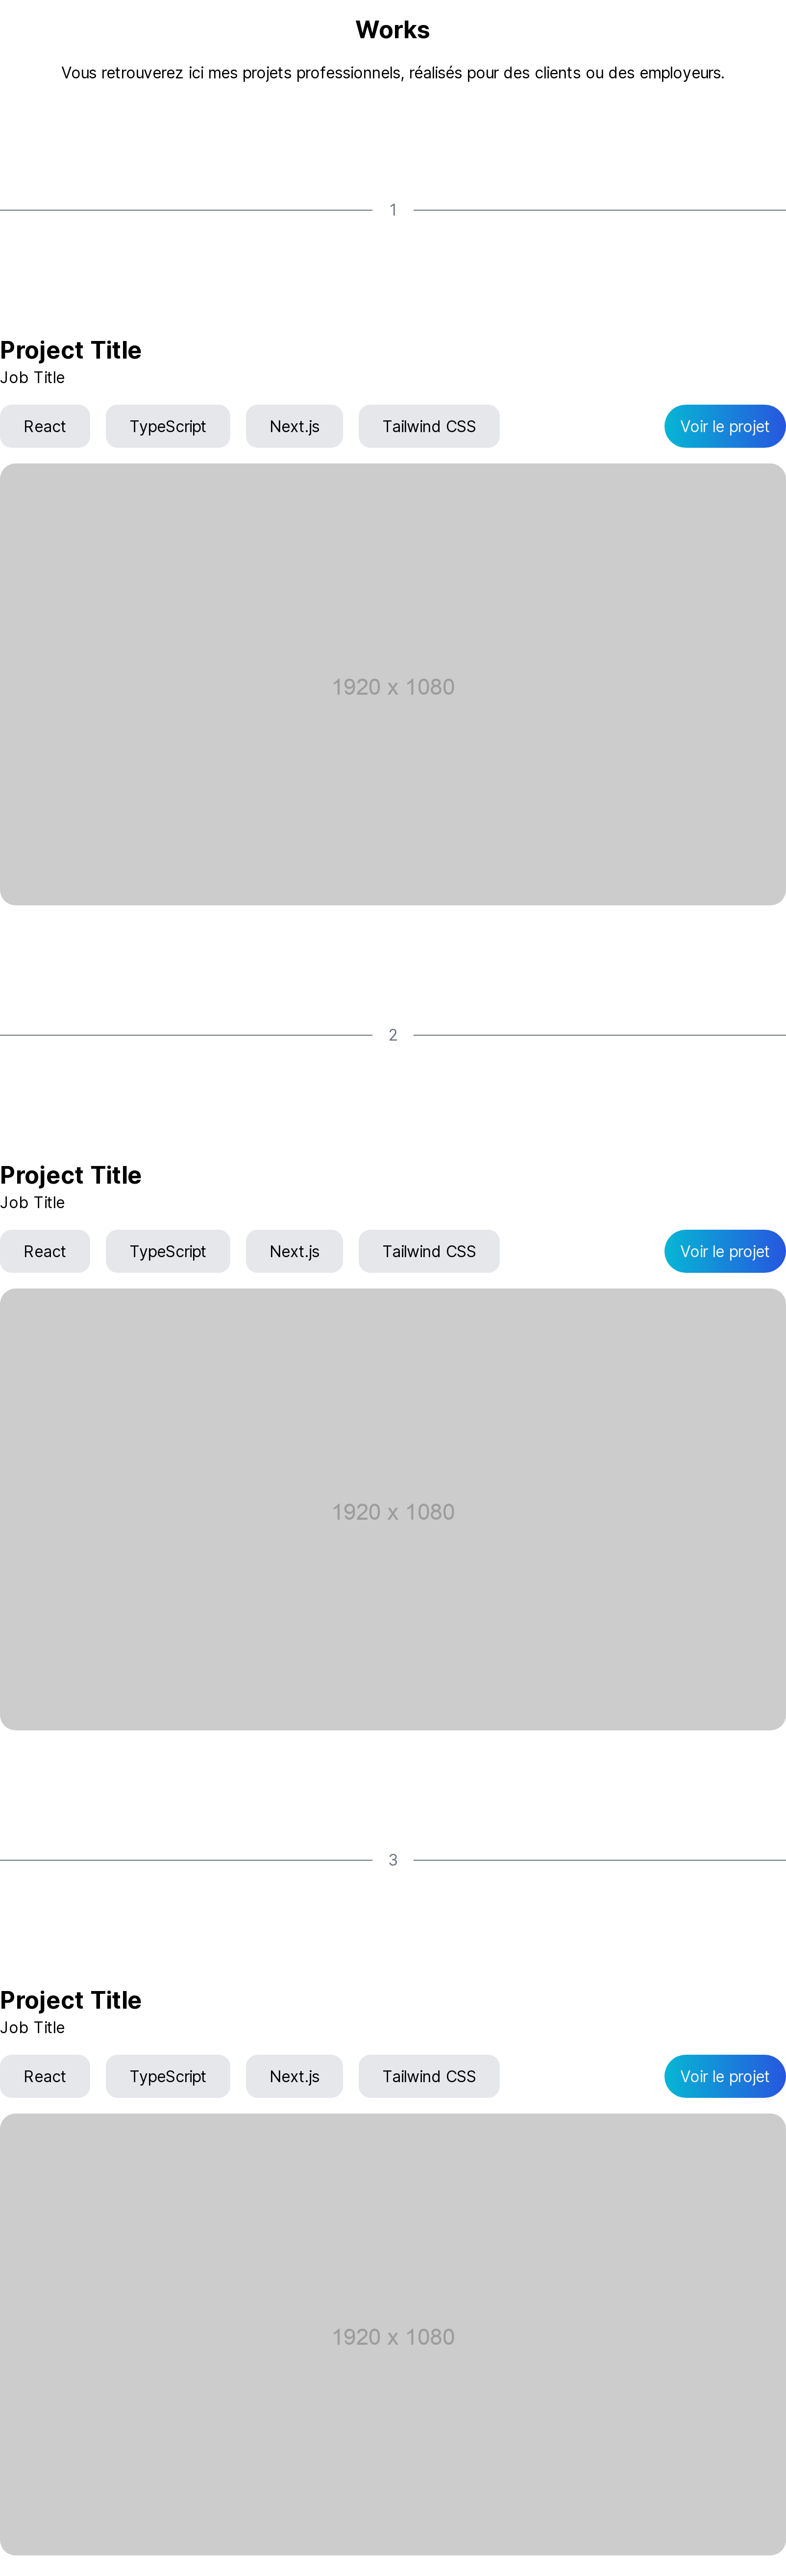 Works
Vous retrouverez ici mes projets professionnels, réalisés pour des clients ou des employeurs.
1
Project Title
Job Title
React TypeScript Next.js Tailwind CSS Voir le projet
1920 x 1080
2
Project Title
Job Title
React TypeScript Next.js Tailwind CSS Voir le projet
1920 x 1080
3
Project Title
Job Title
React TypeScript Next.js Tailwind CSS Voir le projet
1920 x 1080